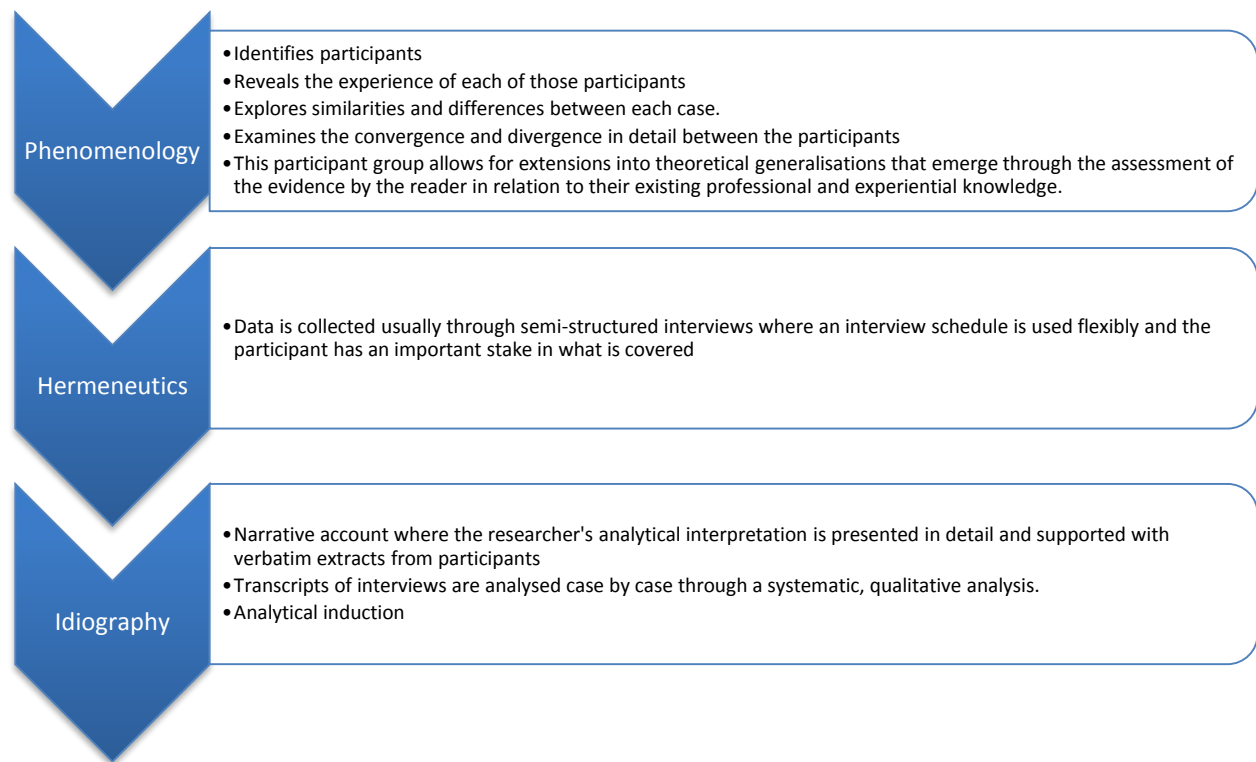 Phenomenology
•Identifies participants
•Reveals the experience of each of those participants
•Explores similarities and differences between each case.
•Examines the convergence and divergence in detail between the participants
•This participant group allows for extensions into theoretical generalisations that emerge through the assessment of
the evidence by the reader in relation to their existing professional and experiential knowledge.
Hermeneutics
•Data is collected usually through semi-structured interviews where an interview schedule is used flexibly and the
participant has an important stake in what is covered
Idiography
•Narrative account where the researcher's analytical interpretation is presented in detail and supported with
verbatim extracts from participants
•Transcripts of interviews are analysed case by case through a systematic, qualitative analysis.
•Analytical induction